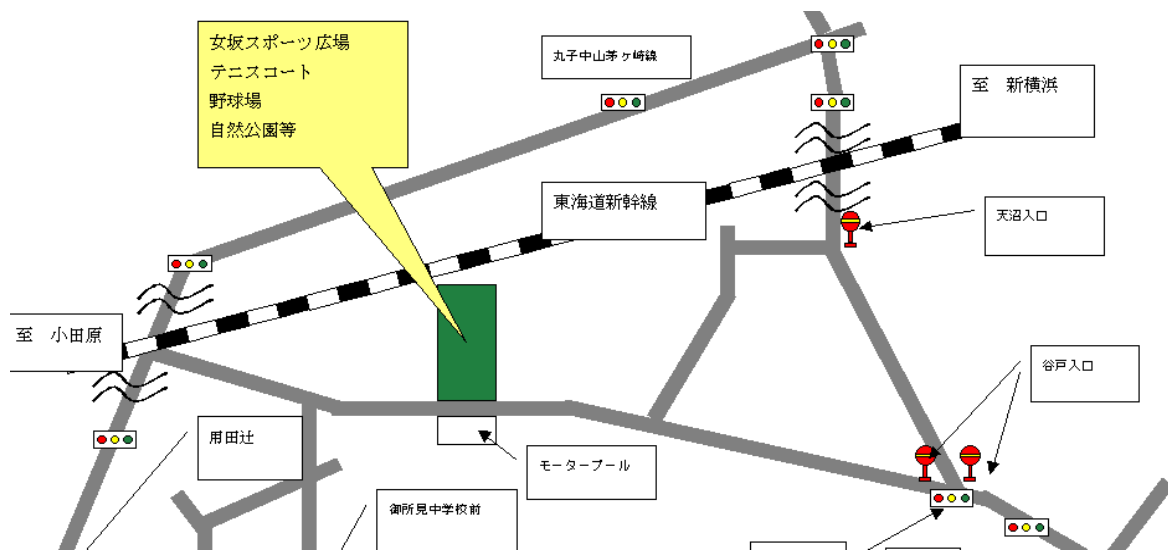 女坂スポーツ広場
テニスコート
野球場
自然公園等
丸子中山茅ヶ崎線
至　新横浜
東海道新幹線
天沼入口
至　小田原
谷戸入口
用田辻
モータープール
御所見中学校前